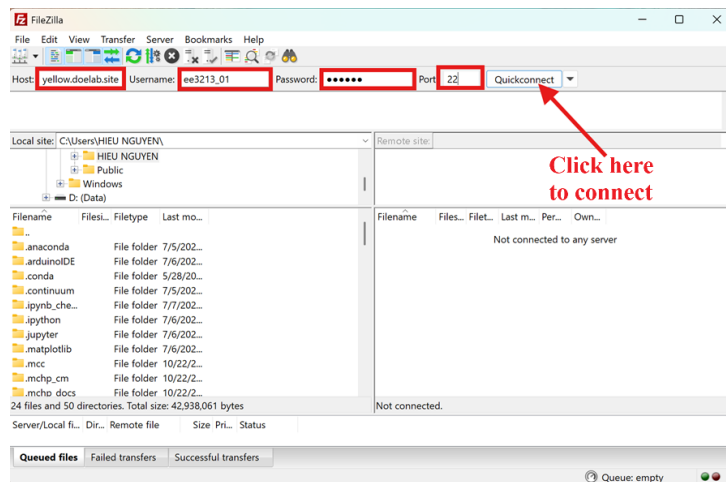 FileZilla
File Edit View Transfer Server Bookmarks Help
Host: yellow.doelab.site Username: ee3213_01 Password: ●●●●●● Port 22 Quickconnect
Local site: C:\Users\HIEU NGUYEN\
Remote site:
HIEU NGUYEN
Public
Windows
D: (Data)
Click here
to connect
Filename Filesi... Filetype Last mo...
..
.anaconda File folder 7/5/202...
.arduinoIDE File folder 7/6/202...
.conda File folder 5/28/20...
.continuum File folder 7/5/202...
.ipynb_che... File folder 7/7/202...
.ipython File folder 7/6/202...
.jupyter File folder 7/6/202...
.matplotlib File folder 7/6/202...
.mcc File folder 10/22/2...
.mchp_cm File folder 10/22/2...
.mchp_docs File folder 10/22/2...
24 files and 50 directories. Total size: 42,938,061 bytes
Filename Files... Filet... Last m... Per... Own...
Not connected to any server
Not connected.
Server/Local fi... Dir... Remote file Size Pri... Status
Queued files Failed transfers Successful transfers
Queue: empty